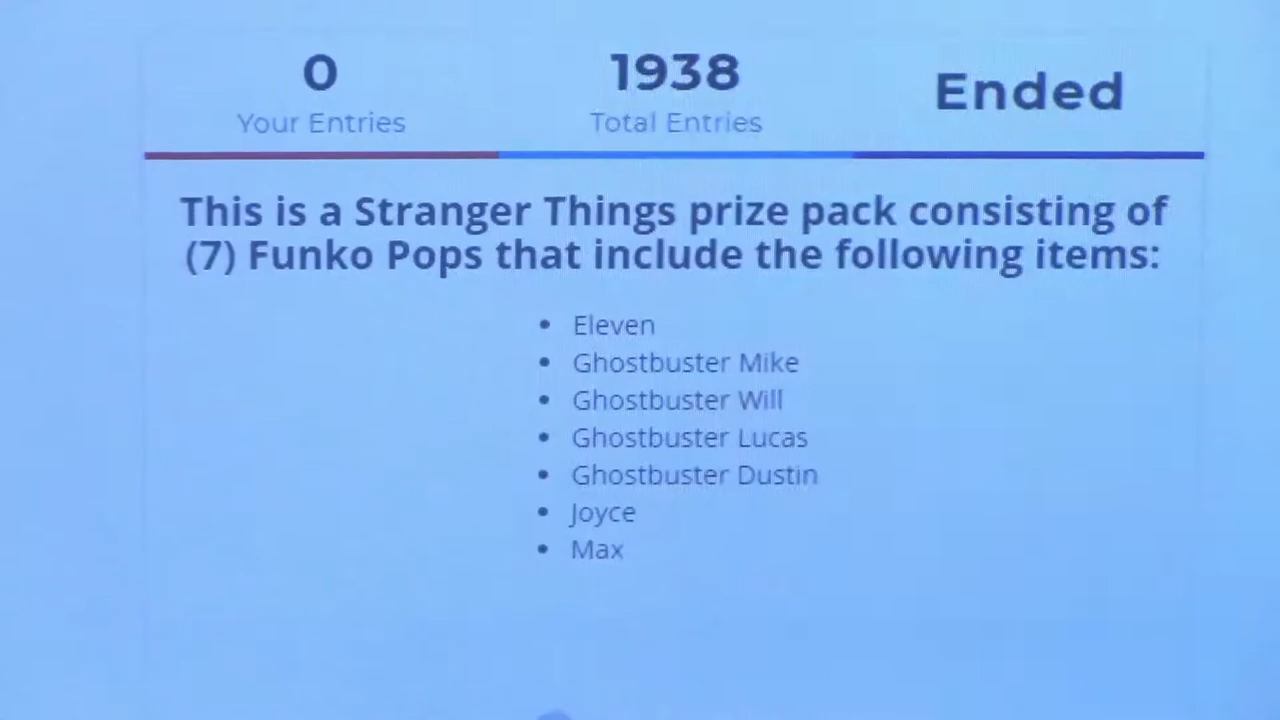 0
Your Entries
1938
Total Entries
Ended
This is a Stranger Things prize pack consisting of
(7) Funko Pops that include the following items:
• Eleven
• Ghostbuster Mike
• Ghostbuster Will
• Ghostbuster Lucas
• Ghostbuster Dustin
• Joyce
• Max